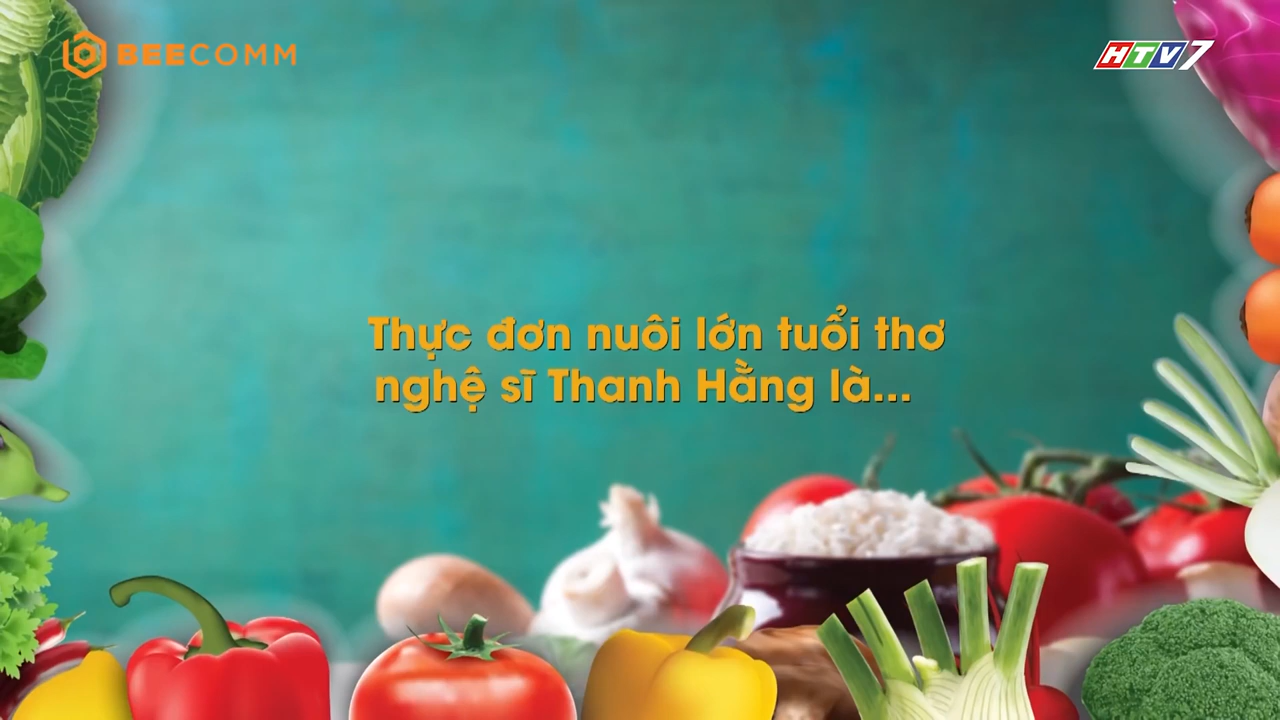 BEECOMM
HTV7
Thực đơn nuôi lớn tuổi thơ
nghệ sĩ Thanh Hằng là...